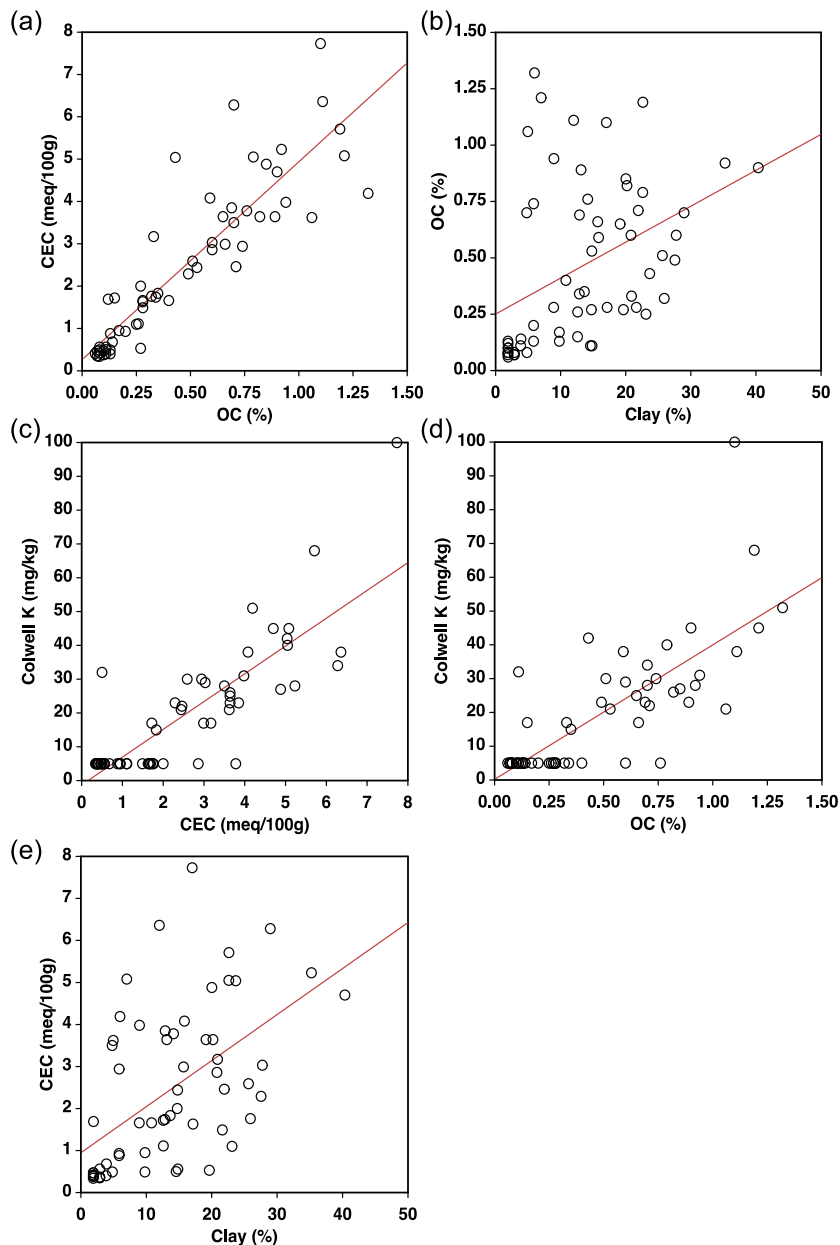 (a)
8
7
6
5
4
3
2
1
0
CEC (meq/100g)
0.00 0.25 0.50 0.75 1.00 1.25 1.50
OC (%)
(b)
1.50
1.25
1.00
0.75
0.50
0.25
0.00
OC (%)
0 10 20 30 40 50
Clay (%)
(c)
100
90
80
70
60
50
40
30
20
10
0
Colwell K (mg/kg)
0 1 2 3 4 5 6 7 8
CEC (meq/100g)
(d)
100
90
80
70
60
50
40
30
20
10
0
Colwell K (mg/kg)
0.00 0.25 0.50 0.75 1.00 1.25 1.50
OC (%)
(e)
8
7
6
5
4
3
2
1
0
CEC (meq/100g)
0 10 20 30 40 50
Clay (%)